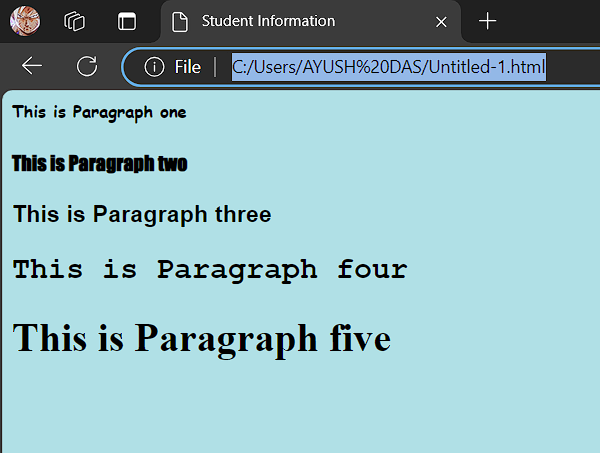 Student Information
File
C:/Users/AYUSH%20DAS/Untitled-1.html
This is Paragraph one
This is Paragraph two
This is Paragraph three
This is Paragraph four
This is Paragraph five